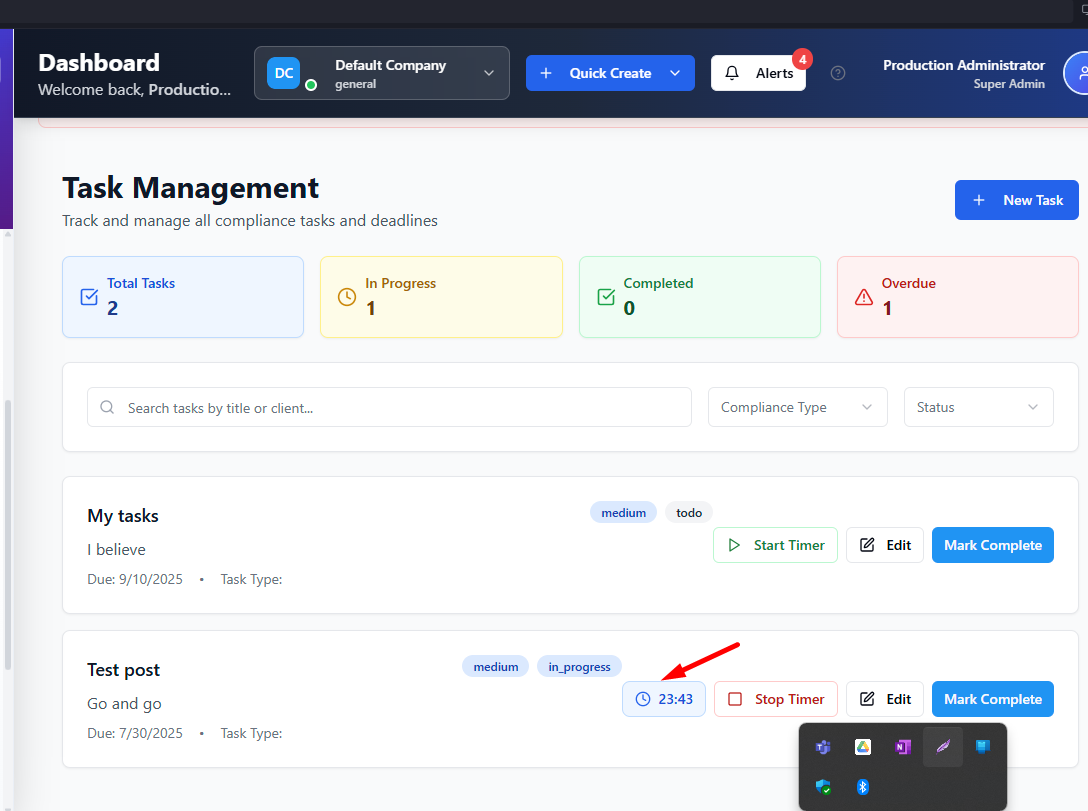 Dashboard
Welcome back, Productio...
DC
Default Company
general
Quick Create
Alerts
4
Production Administrator
Super Admin
Task Management
Track and manage all compliance tasks and deadlines
New Task
Total Tasks
2
In Progress
1
Completed
0
Overdue
1
Search tasks by title or client...
Compliance Type
Status
My tasks
medium
todo
I believe
Start Timer
Edit
Mark Complete
Due: 9/10/2025 • Task Type:
Test post
medium
in_progress
Go and go
23:43
Stop Timer
Edit
Mark Complete
Due: 7/30/2025 • Task Type: